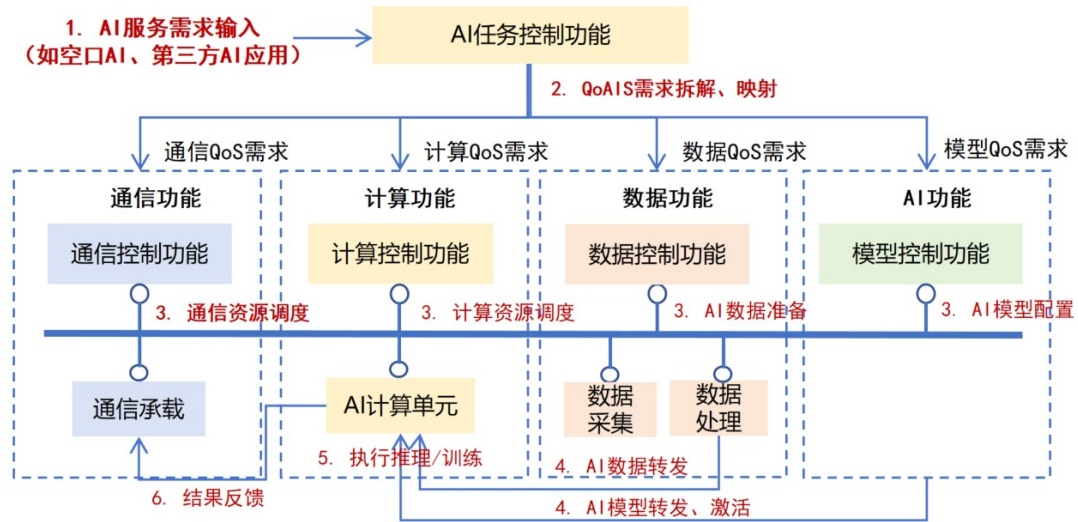 1. AI服务需求输入
（如空口AI、第三方AI应用）
AI任务控制功能
2. QoAIS需求拆解、映射
通信QoS需求
计算QoS需求
数据QoS需求
模型QoS需求
通信功能
计算功能
数据功能
AI功能
通信控制功能
计算控制功能
数据控制功能
模型控制功能
3. 通信资源调度
3. 计算资源调度
3. AI数据准备
3. AI模型配置
通信承载
AI计算单元
数据
采集
数据
处理
5. 执行推理/训练
4. AI数据转发
6. 结果反馈
4. AI模型转发、激活